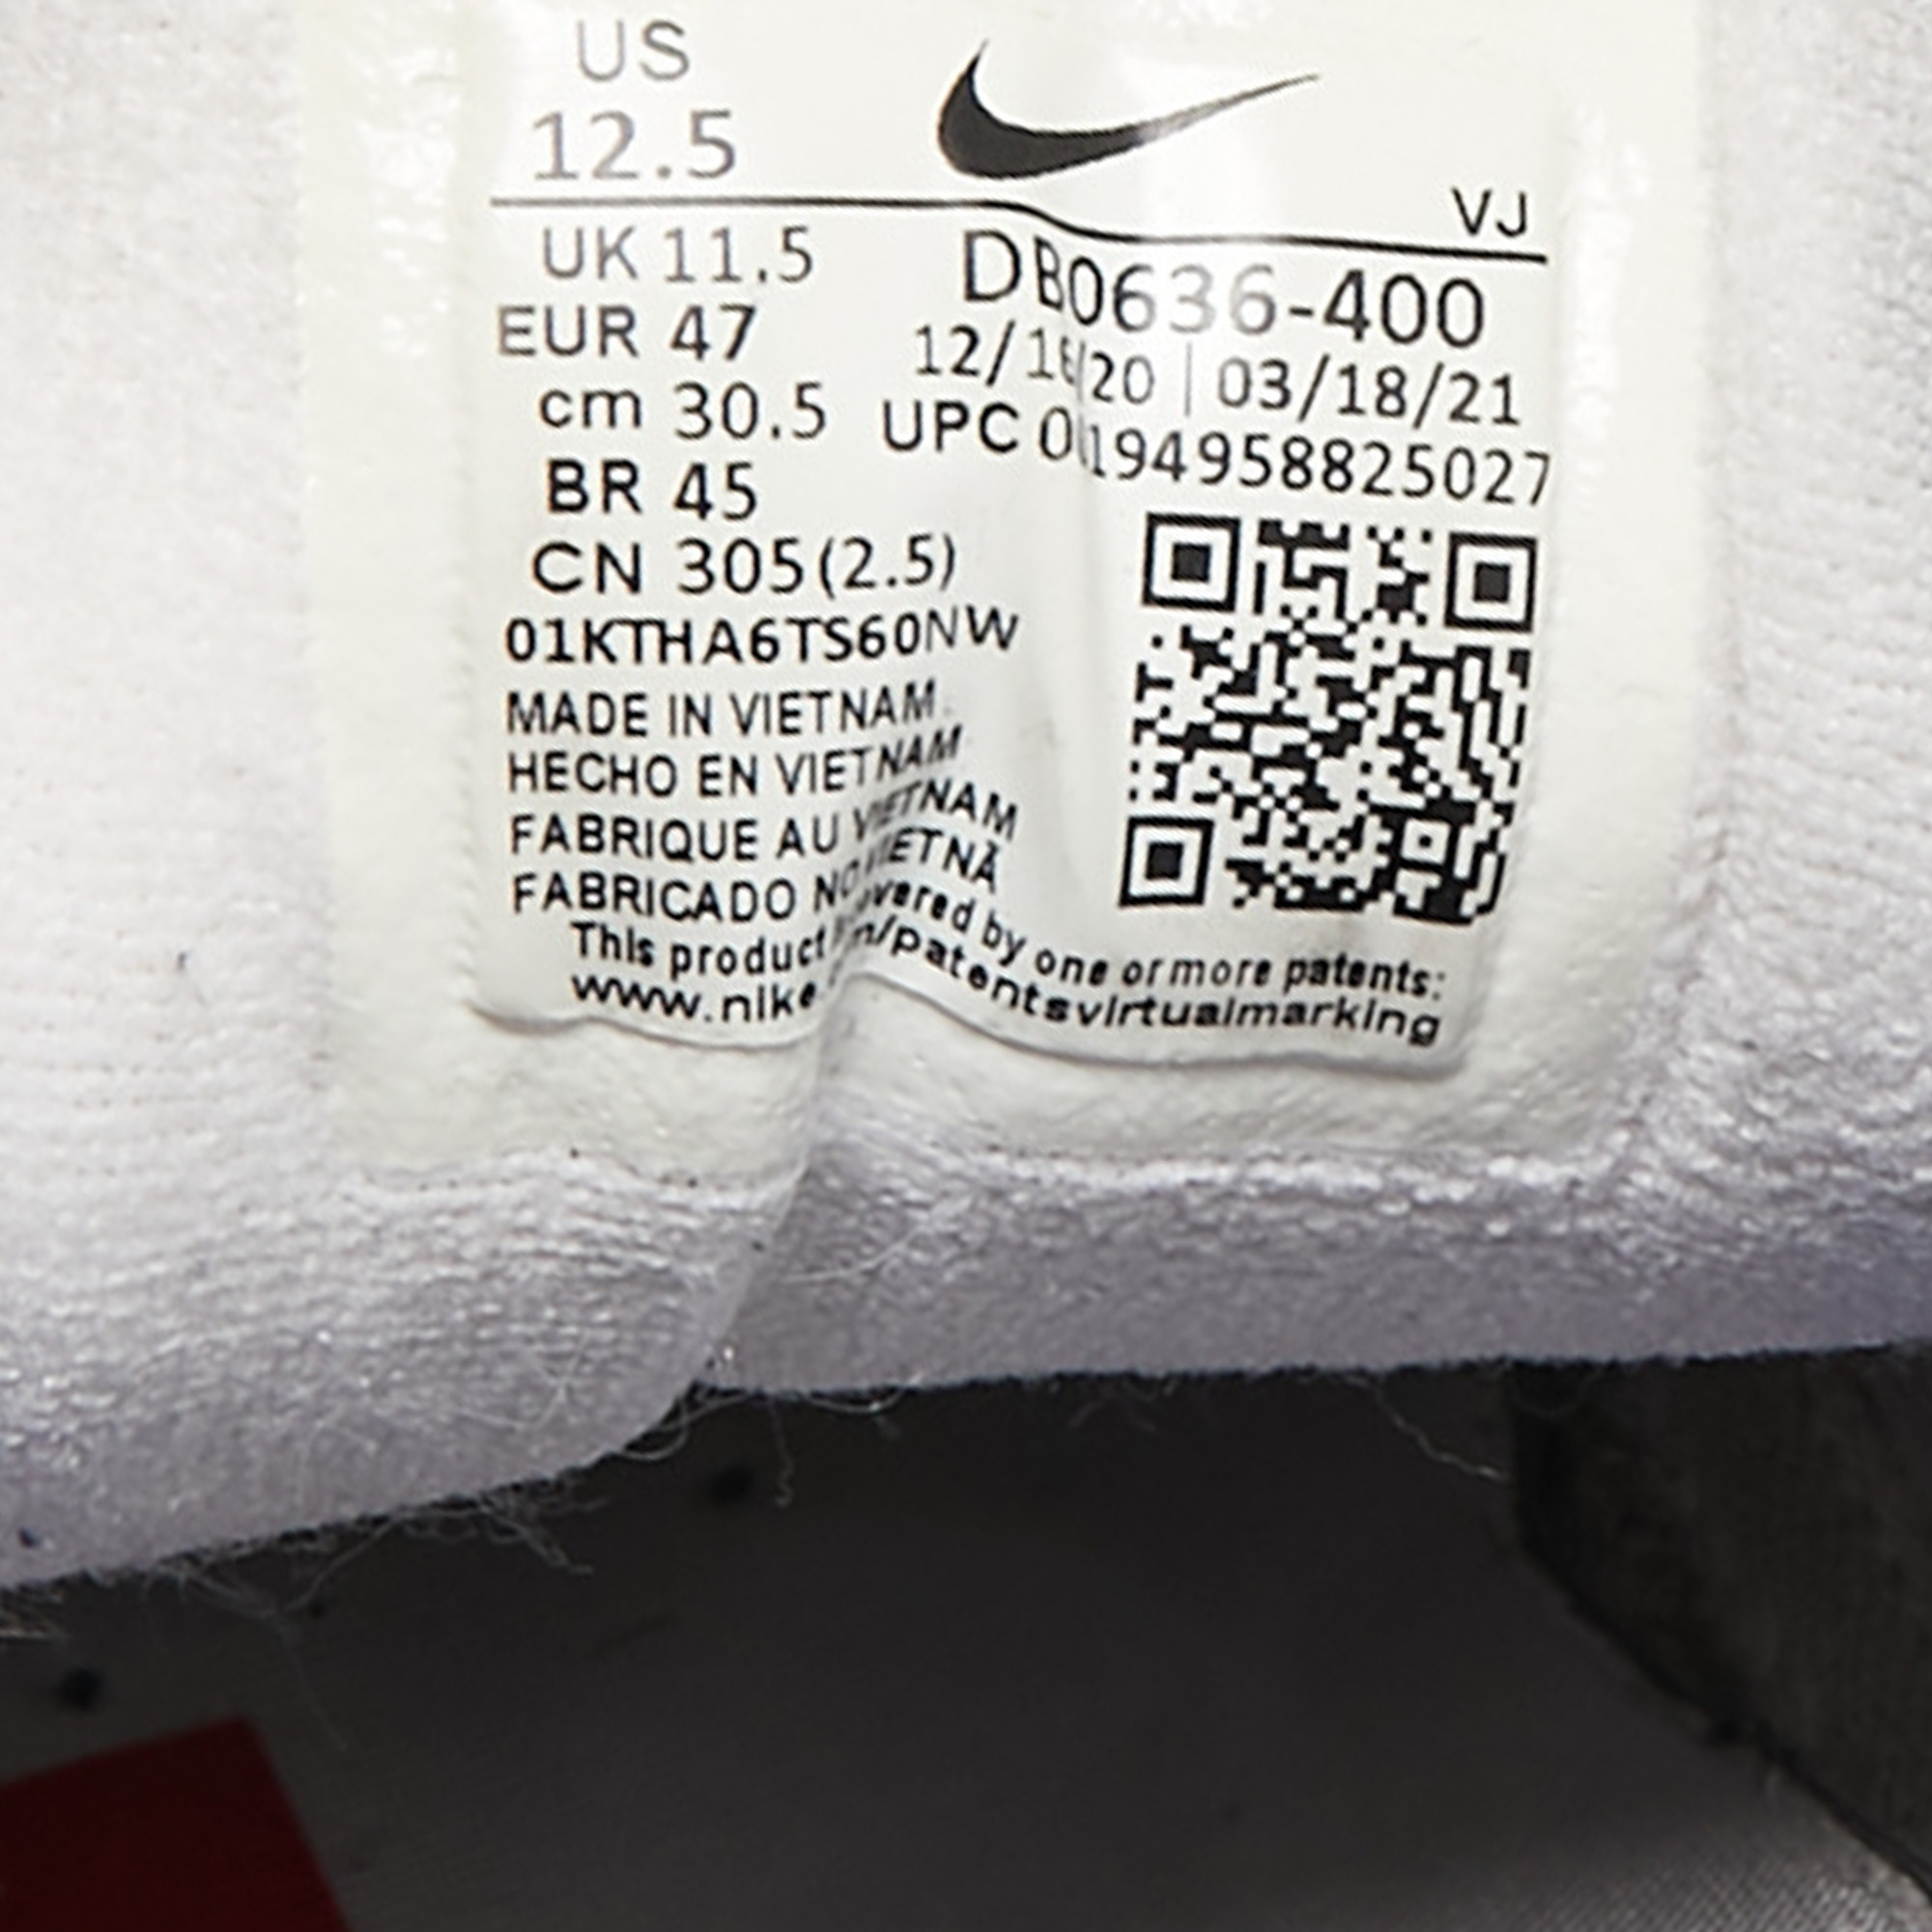 US
12.5
VJ
UK 11.5
EUR 47
cm 30.5
BR 45
CN 305(2.5)
DB0636-400
03/18/21
UPC 00194958825027
01KTHA6TS60NW
MADE IN VIETNAM
HECHO EN VIETNAM
FABRIQUE AU VIETNAM
FABRICADO NO VIETNÃ
This product covered by one or more patents:
www.nike. /patentsvirtualmarking